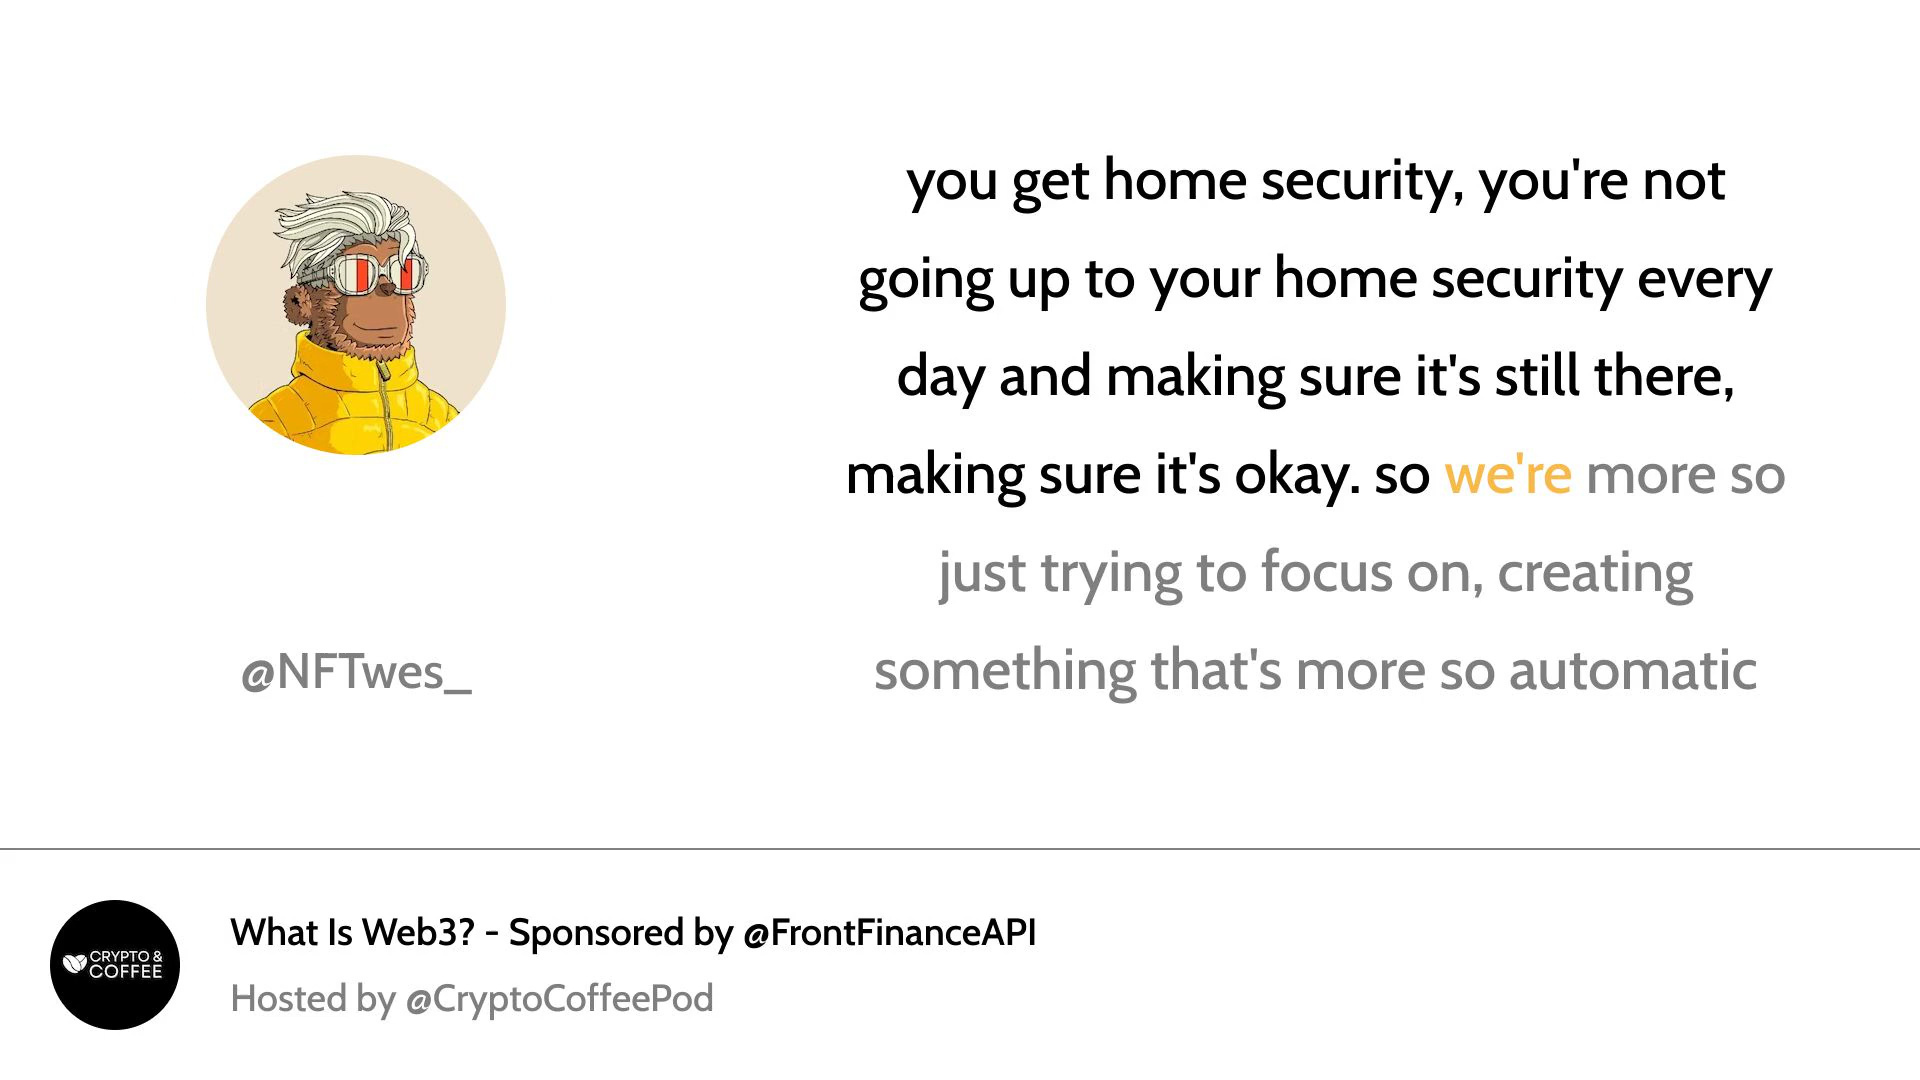 you get home security, you're not
going up to your home security every
day and making sure it's still there,
making sure it's okay. so we're more so
just trying to focus on, creating
something that's more so automatic
@NFTwes_
CRYPTO &
COFFEE
What Is Web3? - Sponsored by @FrontFinanceAPI
Hosted by @CryptoCoffeePod